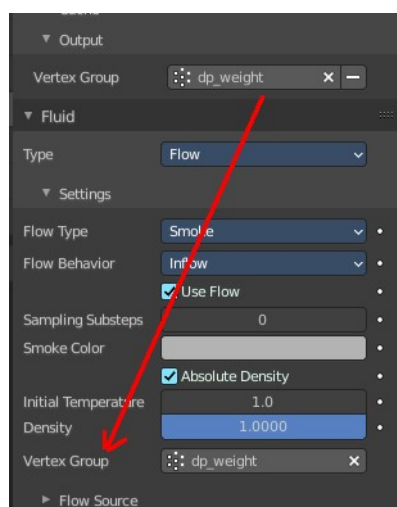 Output
Vertex Group dp_weight
Fluid
Type Flow
Settings
Flow Type Smoke
Flow Behavior Inflow
Use Flow
Sampling Substeps 0
Smoke Color
Absolute Density
Initial Temperature 1.0
Density 1.0000
Vertex Group dp_weight
Flow Source